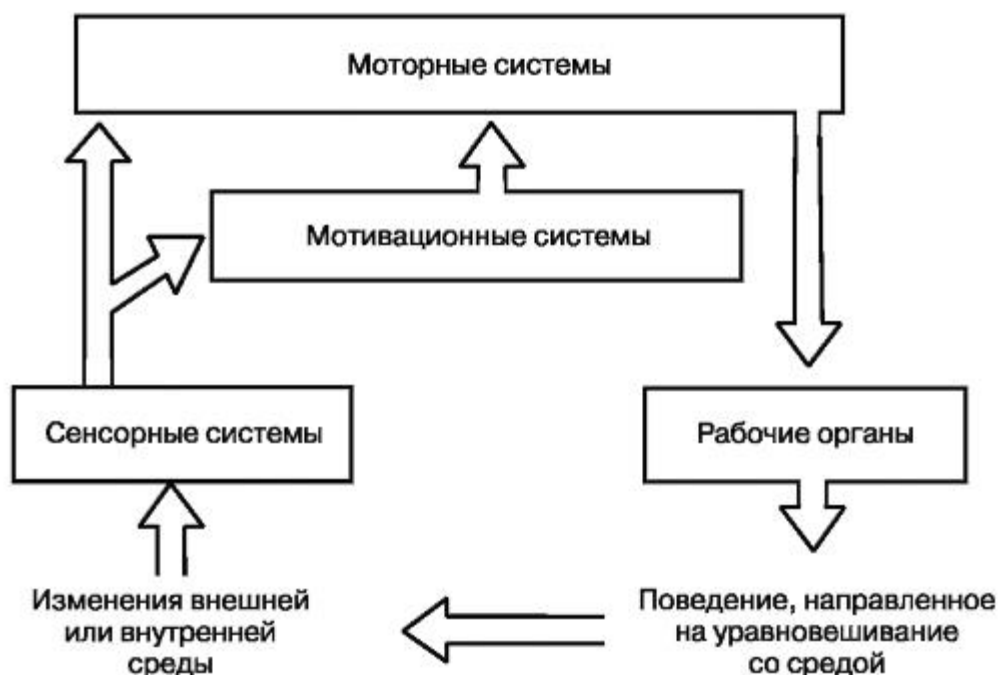 Моторные системы
Мотивационные системы
Сенсорные системы
Рабочие органы
Изменения внешней
или внутренней
среды
Поведение, направленное
на уравновешивание
со средой